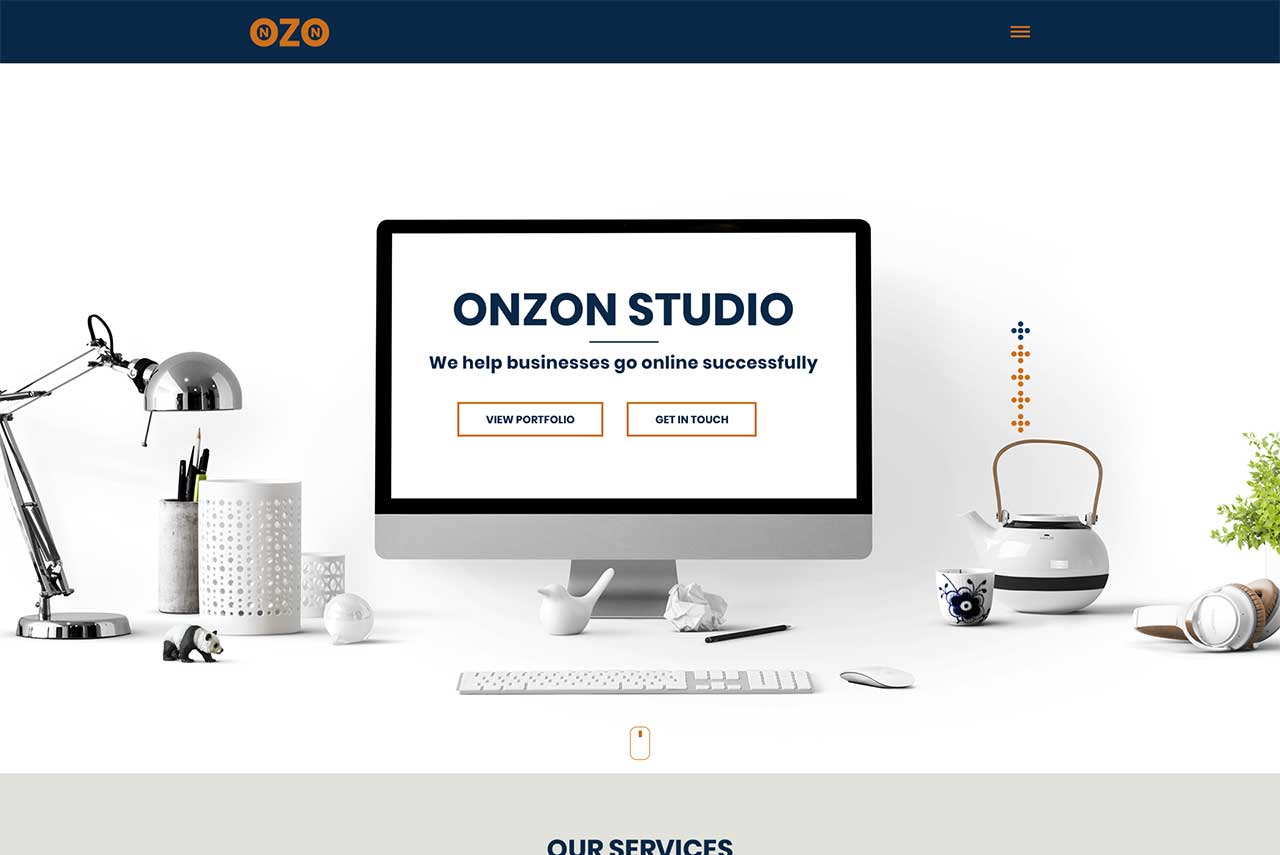 ONZON
ONZON STUDIO
We help businesses go online successfully
VIEW PORTFOLIO
GET IN TOUCH
OUR SERVICES